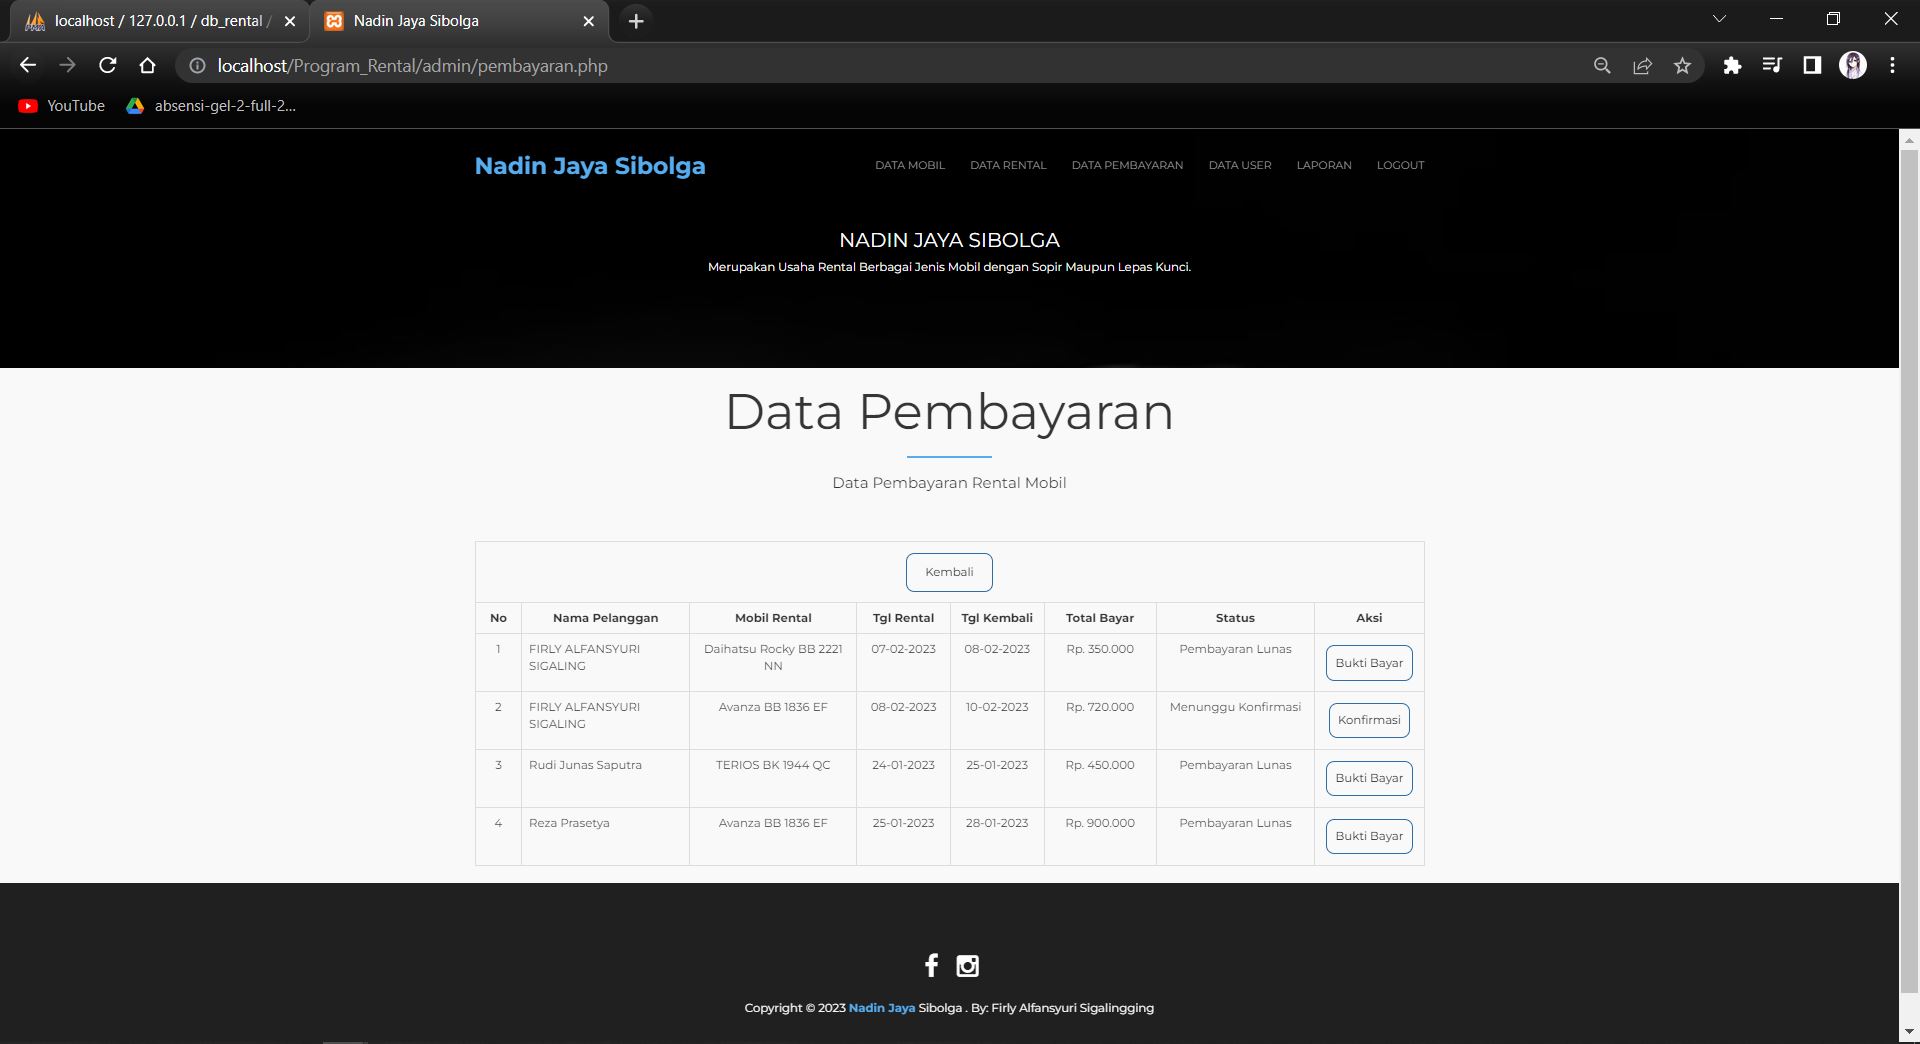 localhost / 127.0.0.1 / db_rental /
Nadin Jaya Sibolga
localhost/Program_Rental/admin/pembayaran.php
YouTube
absensi-gel-2-full-2...
Nadin Jaya Sibolga
DATA MOBIL DATA RENTAL DATA PEMBAYARAN DATA USER LAPORAN LOGOUT
NADIN JAYA SIBOLGA
Merupakan Usaha Rental Berbagai Jenis Mobil dengan Sopir Maupun Lepas Kunci.
Data Pembayaran
Data Pembayaran Rental Mobil
Kembali
No Nama Pelanggan Mobil Rental Tgl Rental Tgl Kembali Total Bayar Status Aksi
1 FIRLY ALFANSYURI SIGALING Daihatsu Rocky BB 2221 NN 07-02-2023 08-02-2023 Rp. 350.000 Pembayaran Lunas Bukti Bayar
2 FIRLY ALFANSYURI SIGALING Avanza BB 1836 EF 08-02-2023 10-02-2023 Rp. 720.000 Menunggu Konfirmasi Konfirmasi
3 Rudi Junas Saputra TERIOS BK 1944 QC 24-01-2023 25-01-2023 Rp. 450.000 Pembayaran Lunas Bukti Bayar
4 Reza Prasetya Avanza BB 1836 EF 25-01-2023 28-01-2023 Rp. 900.000 Pembayaran Lunas Bukti Bayar
Copyright © 2023 Nadin Jaya Sibolga . By: Firly Alfansyuri Sigalingging